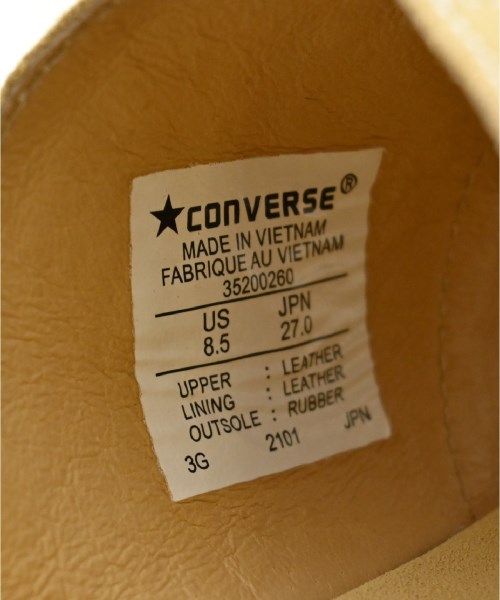 ★CONVERSE®
MADE IN VIETNAM
FABRIQUE AU VIETNAM
35200260
US JPN
8.5 27.0
UPPER : LEATHER
LINING : LEATHER
OUTSOLE : RUBBER
3G 2101 JPN